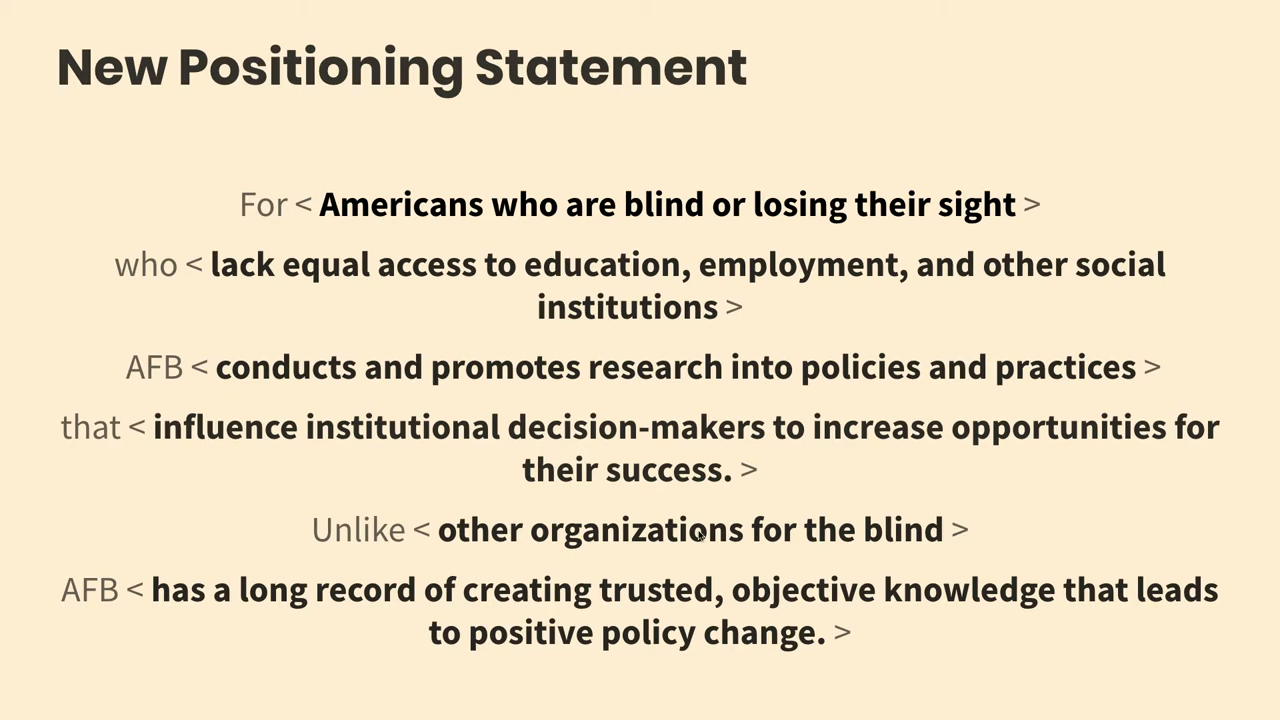 New Positioning Statement
For < Americans who are blind or losing their sight >
who < lack equal access to education, employment, and other social
institutions >
AFB < conducts and promotes research into policies and practices >
that < influence institutional decision-makers to increase opportunities for
their success. >
Unlike < other organizations for the blind >
AFB < has a long record of creating trusted, objective knowledge that leads
to positive policy change. >